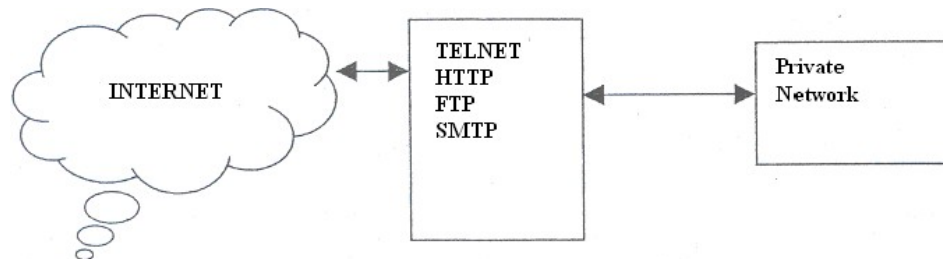 INTERNET
TELNET
HTTP
FTP
SMTP
Private
Network